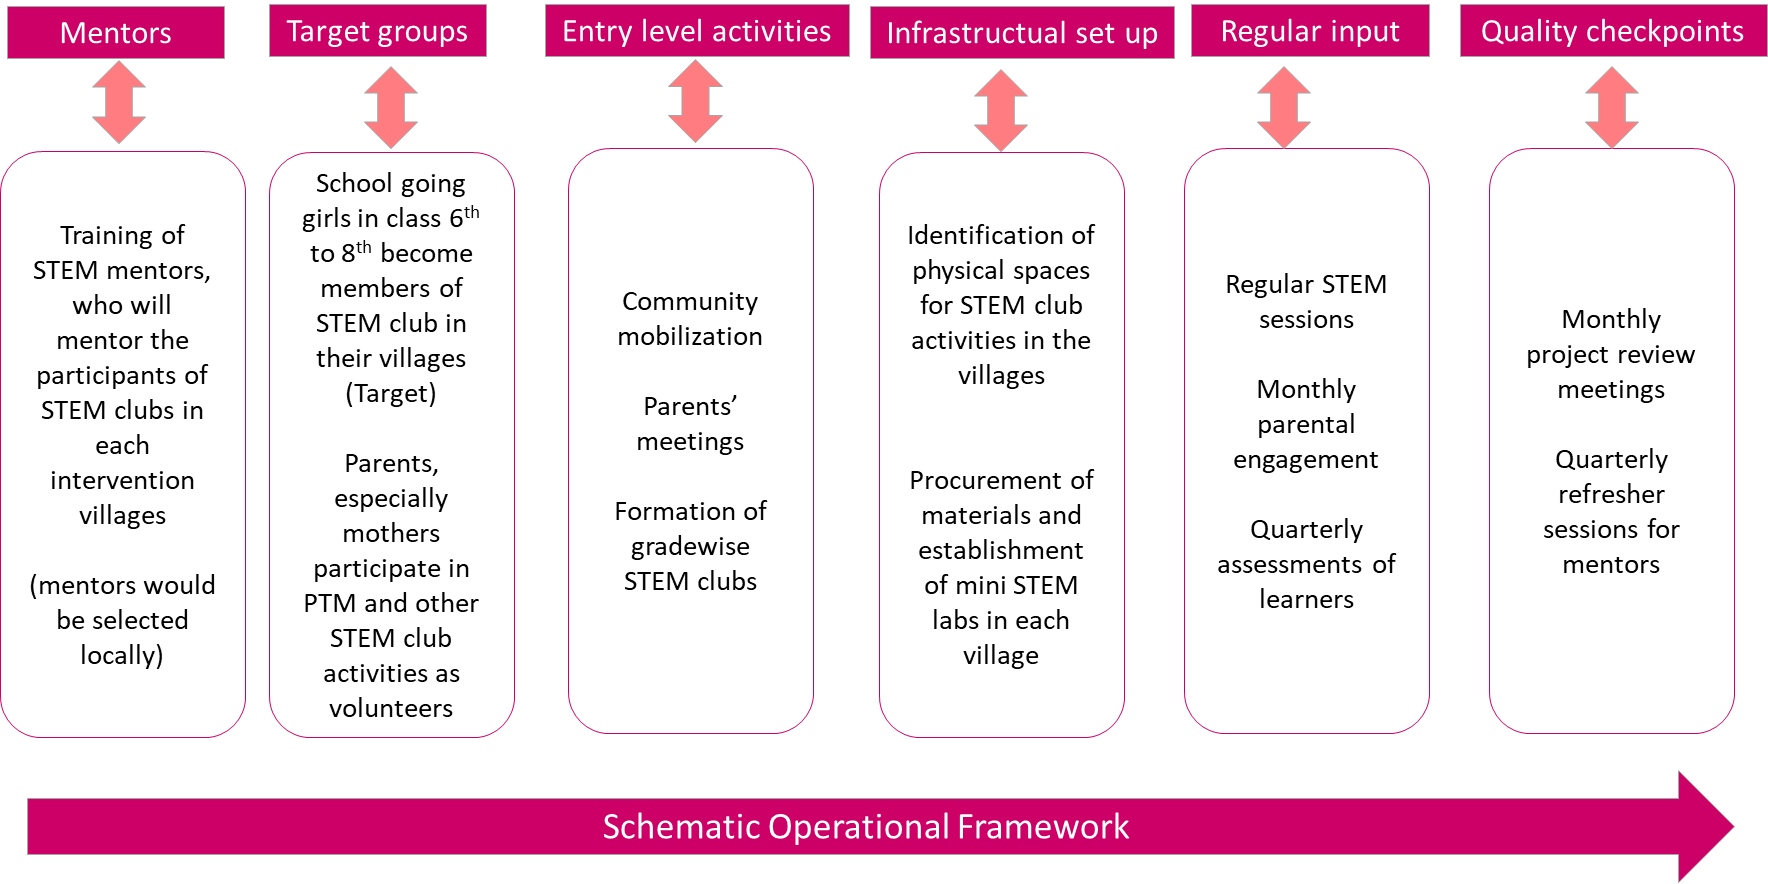 Mentors
Target groups
Entry level activities
Infrastructual set up
Regular input
Quality checkpoints
Training of
STEM mentors,
who will
mentor the
participants of
STEM clubs in
each
intervention
villages
(mentors would
be selected
locally)
School going
girls in class 6th
to 8th become
members of
STEM club in
their villages
(Target)
Parents,
especially
mothers
participate in
PTM and other
STEM club
activities as
volunteers
Community
mobilization
Parents’
meetings
Formation of
gradewise
STEM clubs
Identification of
physical spaces
for STEM club
activities in the
villages
Procurement of
materials and
establishment
of mini STEM
labs in each
village
Regular STEM
sessions
Monthly
parental
engagement
Quarterly
assessments of
learners
Monthly
project review
meetings
Quarterly
refresher
sessions for
mentors
Schematic Operational Framework